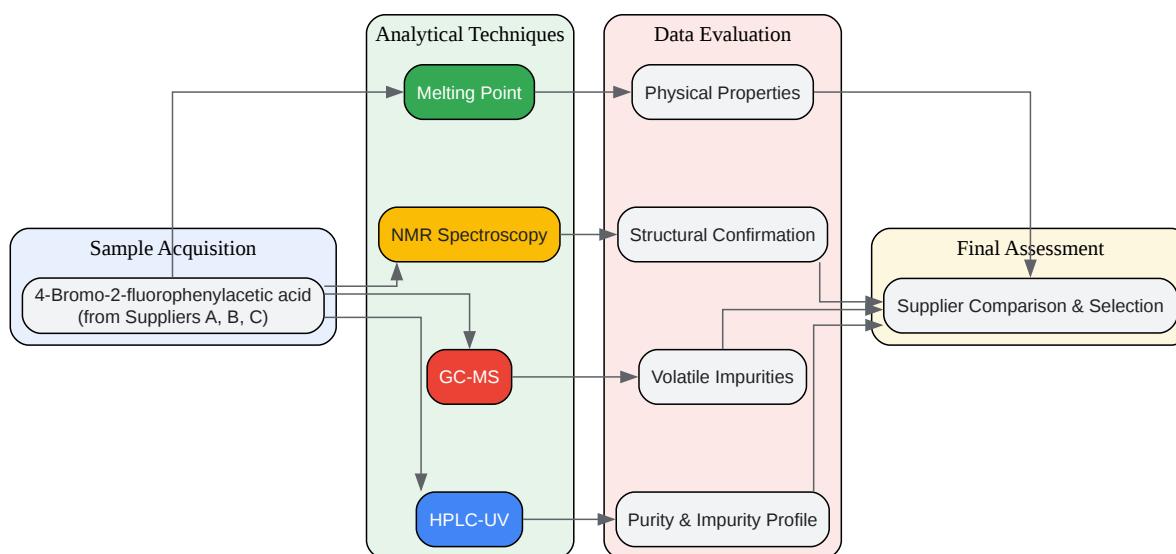 Analytical Techniques
Data Evaluation
Melting Point
Physical Properties
Sample Acquisition
NMR Spectroscopy
Structural Confirmation
Final Assessment
4-Bromo-2-fluorophenylacetic acid
(from Suppliers A, B, C)
Supplier Comparison & Selection
GC-MS
Volatile Impurities
HPLC-UV
Purity & Impurity Profile